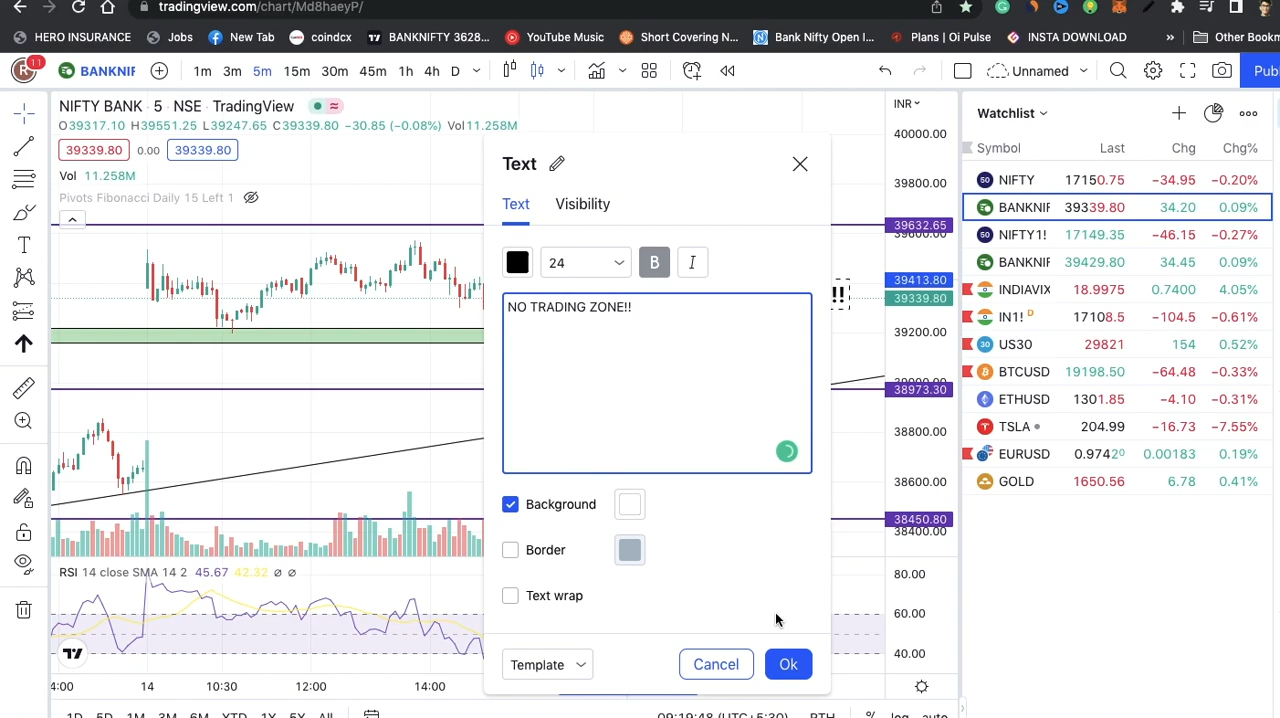 tradingview.com/chart/Md8haeyP/
HERO INSURANCE Jobs New Tab coindcx BANKNIFTY 3628... YouTube Music Short Covering N... Bank Nifty Open I... Plans | Oi Pulse INSTA DOWNLOAD » Other Bookm
R 11 BANKNIF 1m 3m 5m 15m 30m 45m 1h 4h D Unnamed Publ
NIFTY BANK · 5 · NSE · TradingView
O39317.10 H39551.25 L39247.65 C39339.80 −30.85 (−0.08%) Vol11.258M
39339.80 0.00 39339.80
Vol 11.258M
Pivots Fibonacci Daily 15 Left 1
Text
Text Visibility
24 B I
NO TRADING ZONE!!
Background
Border
Text wrap
Template Cancel Ok
!!
INR
40000.00
39800.00
39632.65
39600.00
39413.80
39339.80
39200.00
39000.00
38973.30
38800.00
38600.00
38450.80
38400.00
RSI 14 close SMA 14 2 45.67 42.32 ∅ ∅
80.00
60.00
40.00
4:00 14 10:30 12:00 14:00
1D 5D 1M 3M 6M YTD 1Y 5Y All 09:19:48 (UTC+5:30) RTH % log auto
Watchlist
Symbol Last Chg Chg%
50 NIFTY 17150.75 −34.95 −0.20%
BANKNIF 39339.80 34.20 0.09%
50 NIFTY1! 17149.35 −46.15 −0.27%
BANKNIF 39429.80 34.45 0.09%
INDIAVIX 18.9975 0.7400 4.05%
IN1! D 17108.5 −104.5 −0.61%
30 US30 29821 154 0.52%
BTCUSD 19198.50 −64.48 −0.33%
ETHUSD 1301.85 −4.10 −0.31%
TSLA 204.99 −16.73 −7.55%
EURUSD 0.97420 0.00183 0.19%
GOLD 1650.56 6.78 0.41%